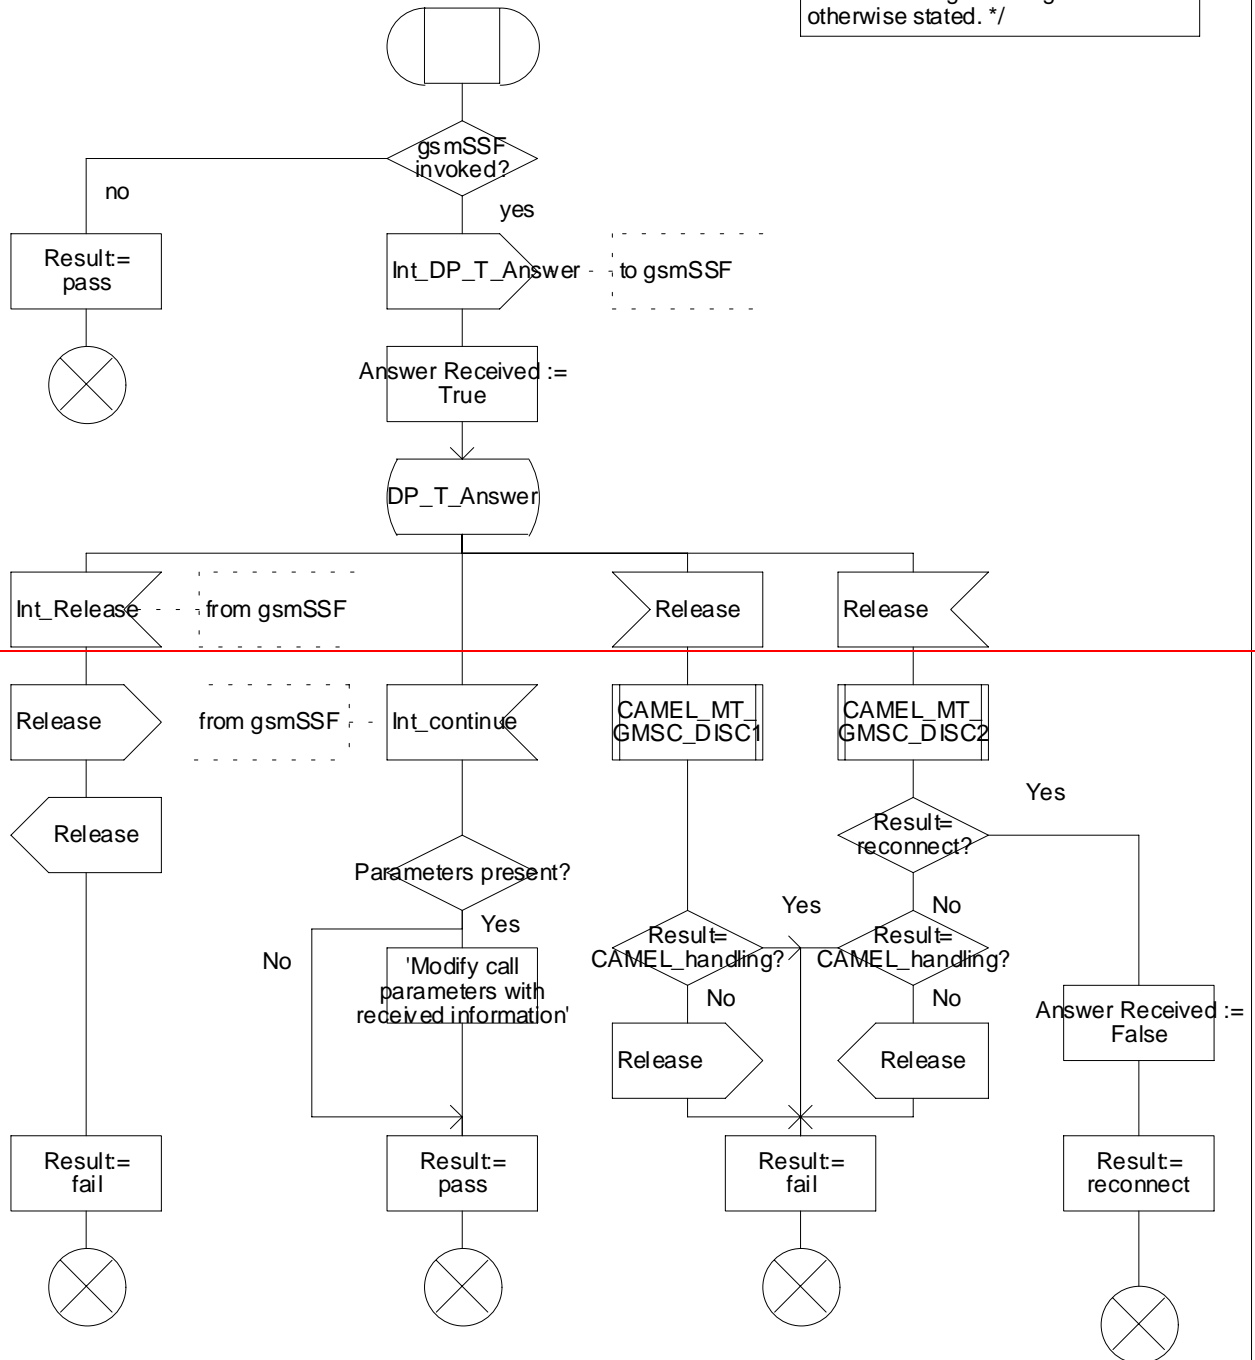 otherwise stated. */
gsmSSF
invoked?
no
yes
Result:=
pass
Int_DP_T_Answer
to gsmSSF
Answer Received :=
True
DP_T_Answer
Int_Release
from gsmSSF
Release
Release
Release
from gsmSSF
Int_continue
CAMEL_MT_
GMSC_DISC1
CAMEL_MT_
GMSC_DISC2
Yes
Release
Result=
reconnect?
Parameters present?
Yes
No
Yes
No
Result=
CAMEL_handling?
Result=
CAMEL_handling?
No
'Modify call
parameters with
received information'
No
No
Answer Received :=
False
Release
Release
Result:=
fail
Result:=
pass
Result:=
fail
Result:=
reconnect